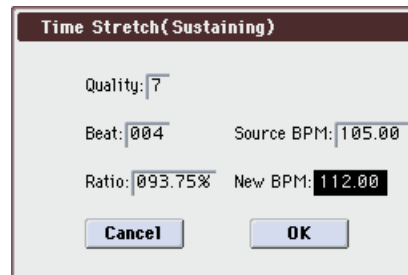 Time Stretch(Sustaining)
Quality: 7
Beat: 004 Source BPM: 105.00
Ratio: 093.75% New BPM: 112.00
Cancel OK